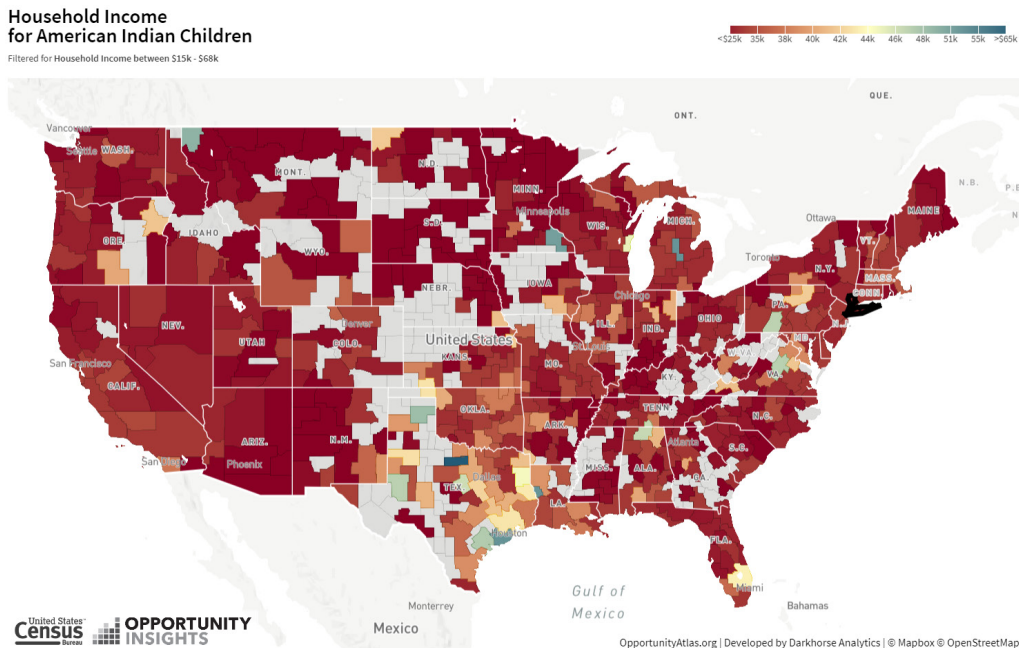 Household Income
for American Indian Children
Filtered for Household Income between $15k - $68k
<$25k 35k 38k 40k 42k 44k 46k 48k 51k 55k >$65k
QUE.
ONT.
Vancouver
Seattle WASH.
N.B.
P.E
N
MONT.
N.D.
MINN.
Minneapolis
WIS.
MICH.
Ottawa
MAINE
ORE.
IDAHO
S.D.
WYO.
Toronto
N.Y.
VT.
MASS.
CONN.
NEBR.
IOWA
Chicago
PA.
N.J.
NEV.
UTAH
Denver
COLO.
United States
KANS.
MO.
St. Louis
ILL.
IND.
OHIO
W.VA.
MD.
VA.
San Francisco
CALIF.
KY.
ARIZ.
Phoenix
N.M.
OKLA.
ARK.
TENN.
N.C.
San Diego
TEX.
Dallas
LA.
MISS.
ALA.
Atlanta
GA.
S.C.
Houston
FLA.
Miami
Gulf of
Mexico
Bahamas
Monterrey
Mexico
United States™
Census
Bureau
OPPORTUNITY
INSIGHTS
OpportunityAtlas.org | Developed by Darkhorse Analytics | © Mapbox © OpenStreetMap